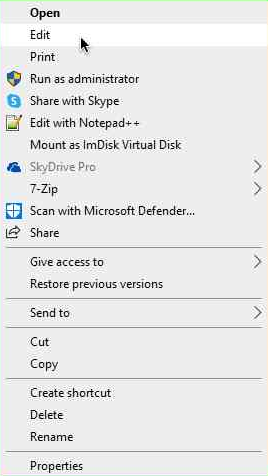 Open
Edit
Print
Run as administrator
Share with Skype
Edit with Notepad++
Mount as ImDisk Virtual Disk
SkyDrive Pro
7-Zip
Scan with Microsoft Defender...
Share
Give access to
Restore previous versions
Send to
Cut
Copy
Create shortcut
Delete
Rename
Properties